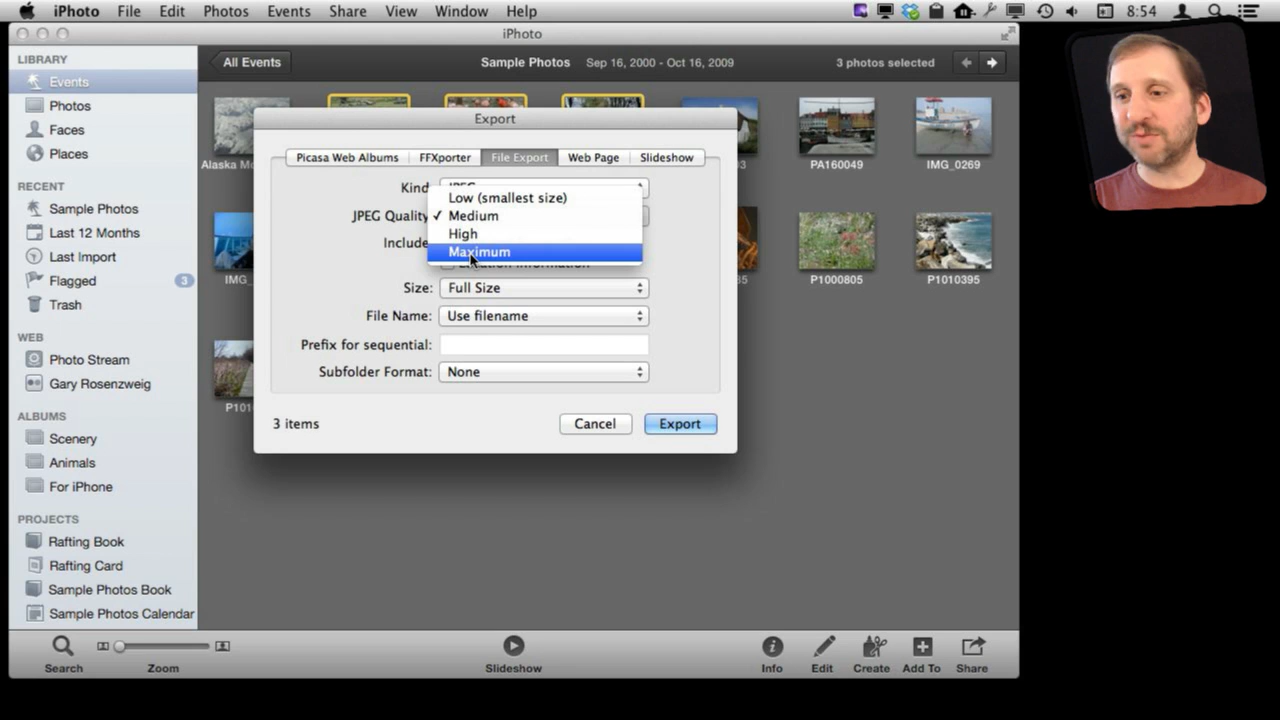 iPhoto File Edit Photos Events Share View Window Help 8:54
iPhoto
LIBRARY
Events
Photos
Faces
Places
RECENT
Sample Photos
Last 12 Months
Last Import
Flagged 3
Trash
WEB
Photo Stream
Gary Rosenzweig
ALBUMS
Scenery
Animals
For iPhone
PROJECTS
Rafting Book
Rafting Card
Sample Photos Book
Sample Photos Calendar
All Events Sample Photos Sep 16, 2000 - Oct 16, 2009 3 photos selected
PA160049 IMG_0269
P1000805 P1010395
Export
Picasa Web Albums FFXporter File Export Web Page Slideshow
Kind JPEG
JPEG Quality
Low (smallest size)
✓ Medium
High
Maximum
Include
Location information
Size: Full Size
File Name: Use filename
Prefix for sequential:
Subfolder Format: None
3 items Cancel Export
Search Zoom Slideshow Info Edit Create Add To Share